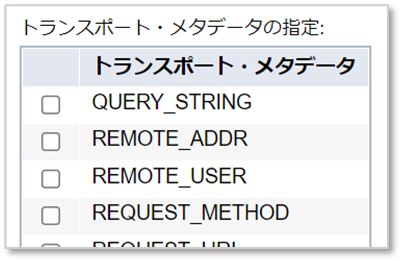 トランスポート・メタデータの指定:
トランスポート・メタデータ
QUERY_STRING
REMOTE_ADDR
REMOTE_USER
REQUEST_METHOD